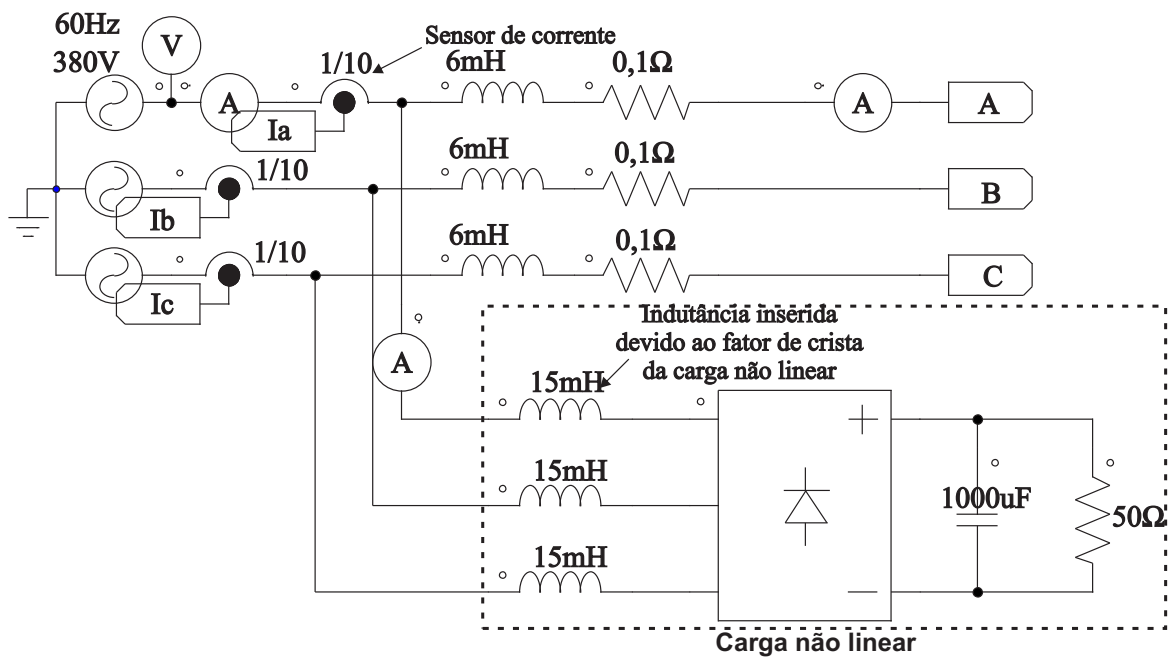 60Hz
380V
V
Sensor de corrente
1/10
6mH
0,1Ω
A
A
A
Ia
1/10
6mH
0,1Ω
Ib
B
1/10
6mH
0,1Ω
Ic
C
Indutância inserida
devido ao fator de crista
da carga não linear
A
15mH
15mH
15mH
1000uF
50Ω
Carga não linear